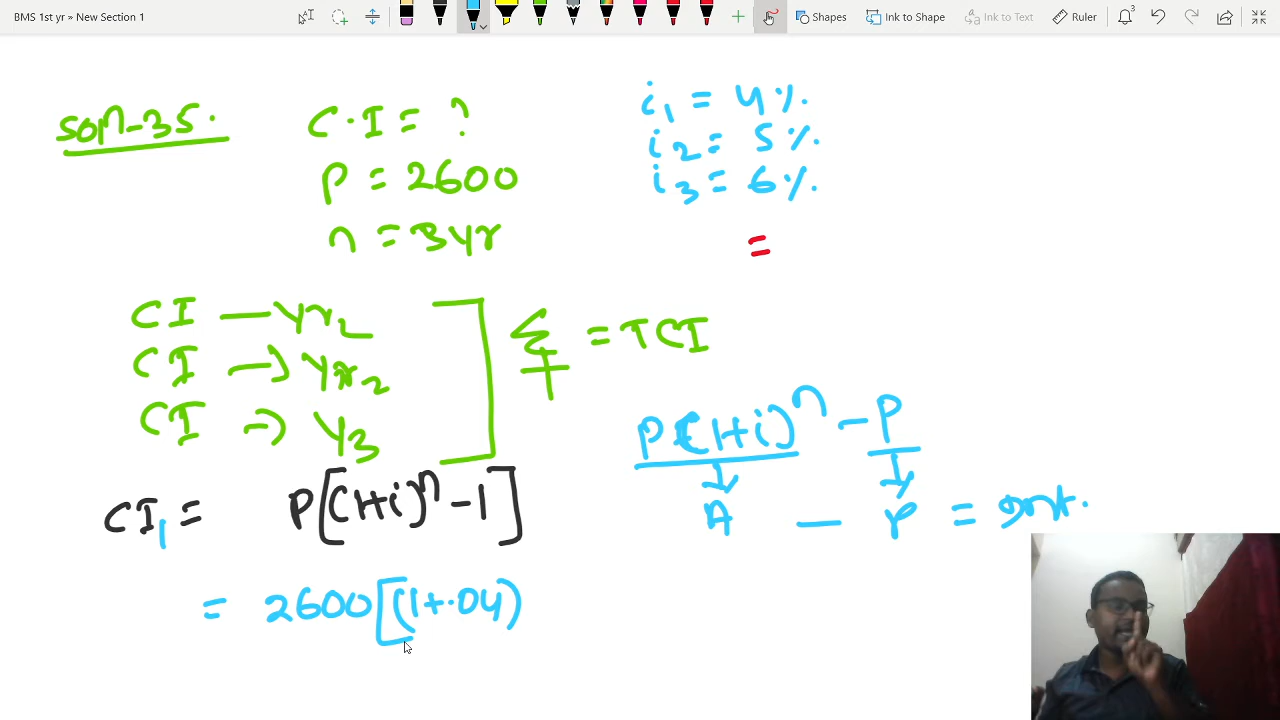 BMS 1st yr » New Section 1
Shapes Ink to Shape Ink to Text Ruler
Soln-35.
C.I = ?
P = 2600
n = 3yr
i1 = 4%.
i2 = 5%.
i3 = 6%.
=
CI — yr2
CI → yr2
CI ⇒ y3
Σ = TCI
P(1+i)^n - P
A — P = Int.
CI1 = P[(1+i)^n - 1]
= 2600[(1+.04)